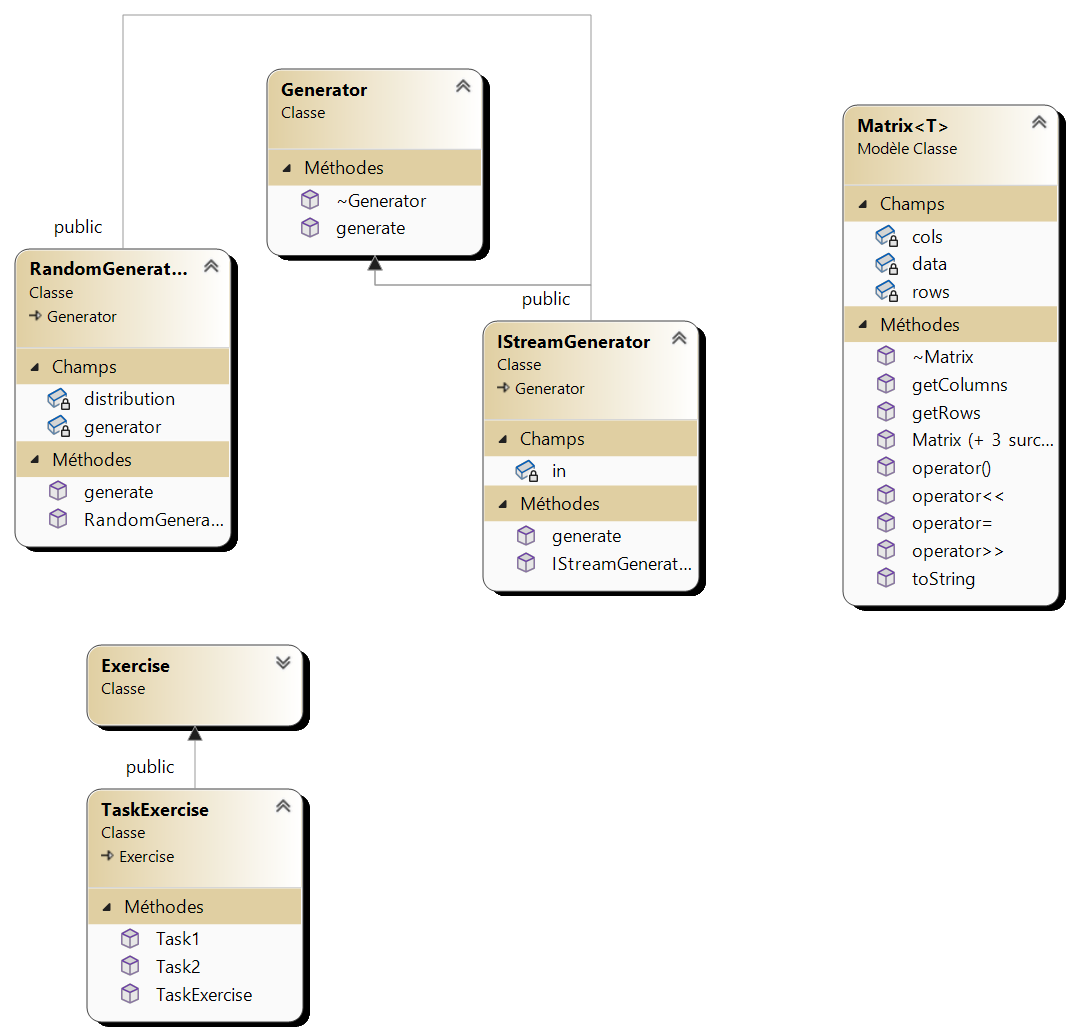 Generator
Classe
Méthodes
~Generator
generate
public
RandomGenerat...
Classe
Generator
Champs
distribution
generator
Méthodes
generate
RandomGenera...
public
IStreamGenerator
Classe
Generator
Champs
in
Méthodes
generate
IStreamGenerat...
Matrix<T>
Modèle Classe
Champs
cols
data
rows
Méthodes
~Matrix
getColumns
getRows
Matrix (+ 3 surc...
operator()
operator<<
operator=
operator>>
toString
Exercise
Classe
public
TaskExercise
Classe
Exercise
Méthodes
Task1
Task2
TaskExercise